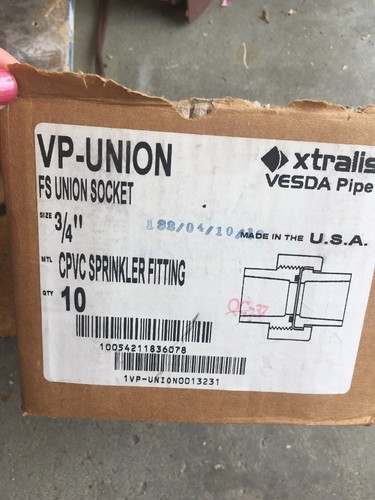 VP-UNION
xtralis
VESDA Pipe
FS UNION SOCKET
SIZE 3/4"
MADE IN THE U.S.A.
MTL CPVC SPRINKLER FITTING
QTY 10
10054211836078
1VP-UNION0013231